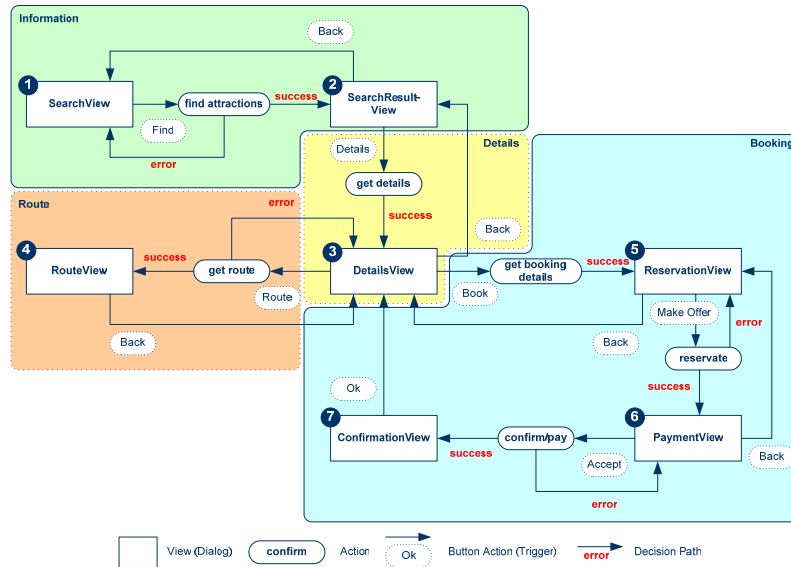 Information
Back
1
SearchView
find attractions
success
2
SearchResult-
View
Find
error
Details
Details
Booking
get details
success
Route
error
Back
4
RouteView
success
get route
3
DetailsView
get booking
details
success
5
ReservationView
Route
Book
Make Offer
error
Back
Back
reservate
success
Ok
7
ConfirmationView
success
confirm/pay
Accept
6
PaymentView
Back
error
View (Dialog)
confirm
Action
Ok
Button Action (Trigger)
error
Decision Path